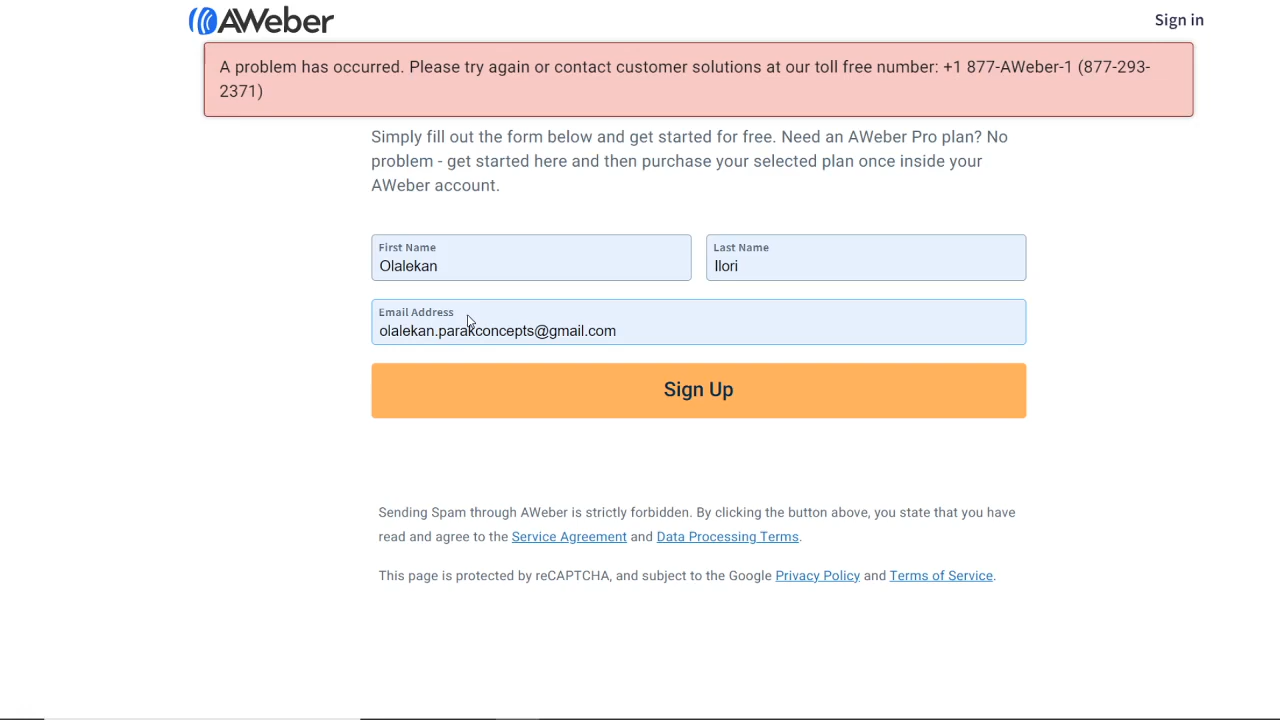 AWeber
Sign in
A problem has occurred. Please try again or contact customer solutions at our toll free number: +1 877-AWeber-1 (877-293-
2371)
Simply fill out the form below and get started for free. Need an AWeber Pro plan? No
problem - get started here and then purchase your selected plan once inside your
AWeber account.
First Name
Olalekan
Last Name
Ilori
Email Address
olalekan.parakconcepts@gmail.com
Sign Up
Sending Spam through AWeber is strictly forbidden. By clicking the button above, you state that you have
read and agree to the Service Agreement and Data Processing Terms.
This page is protected by reCAPTCHA, and subject to the Google Privacy Policy and Terms of Service.